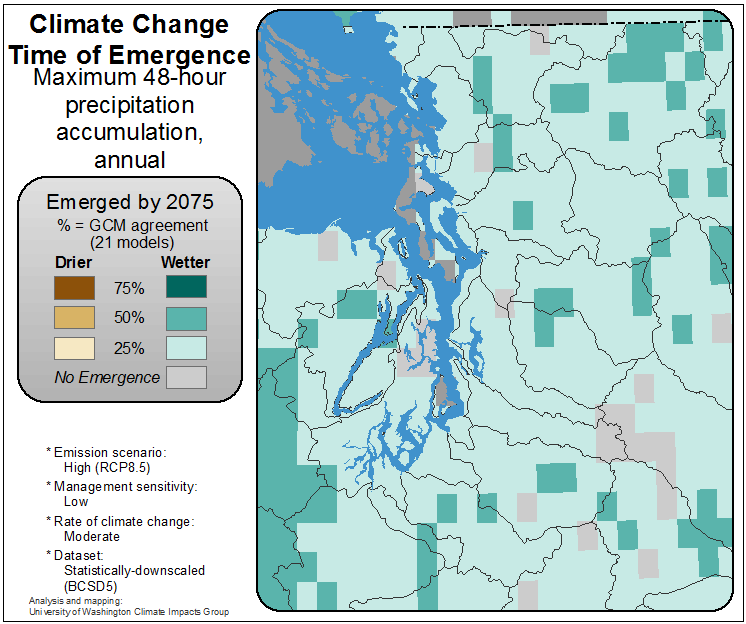 Climate Change
Time of Emergence
Maximum 48-hour
precipitation
accumulation,
annual
Emerged by 2075
% = GCM agreement
(21 models)
Drier Wetter
75%
50%
25%
No Emergence
* Emission scenario:
High (RCP8.5)
* Management sensitivity:
Low
* Rate of climate change:
Moderate
* Dataset:
Statistically-downscaled
(BCSD5)
Analysis and mapping:
University of Washington Climate Impacts Group